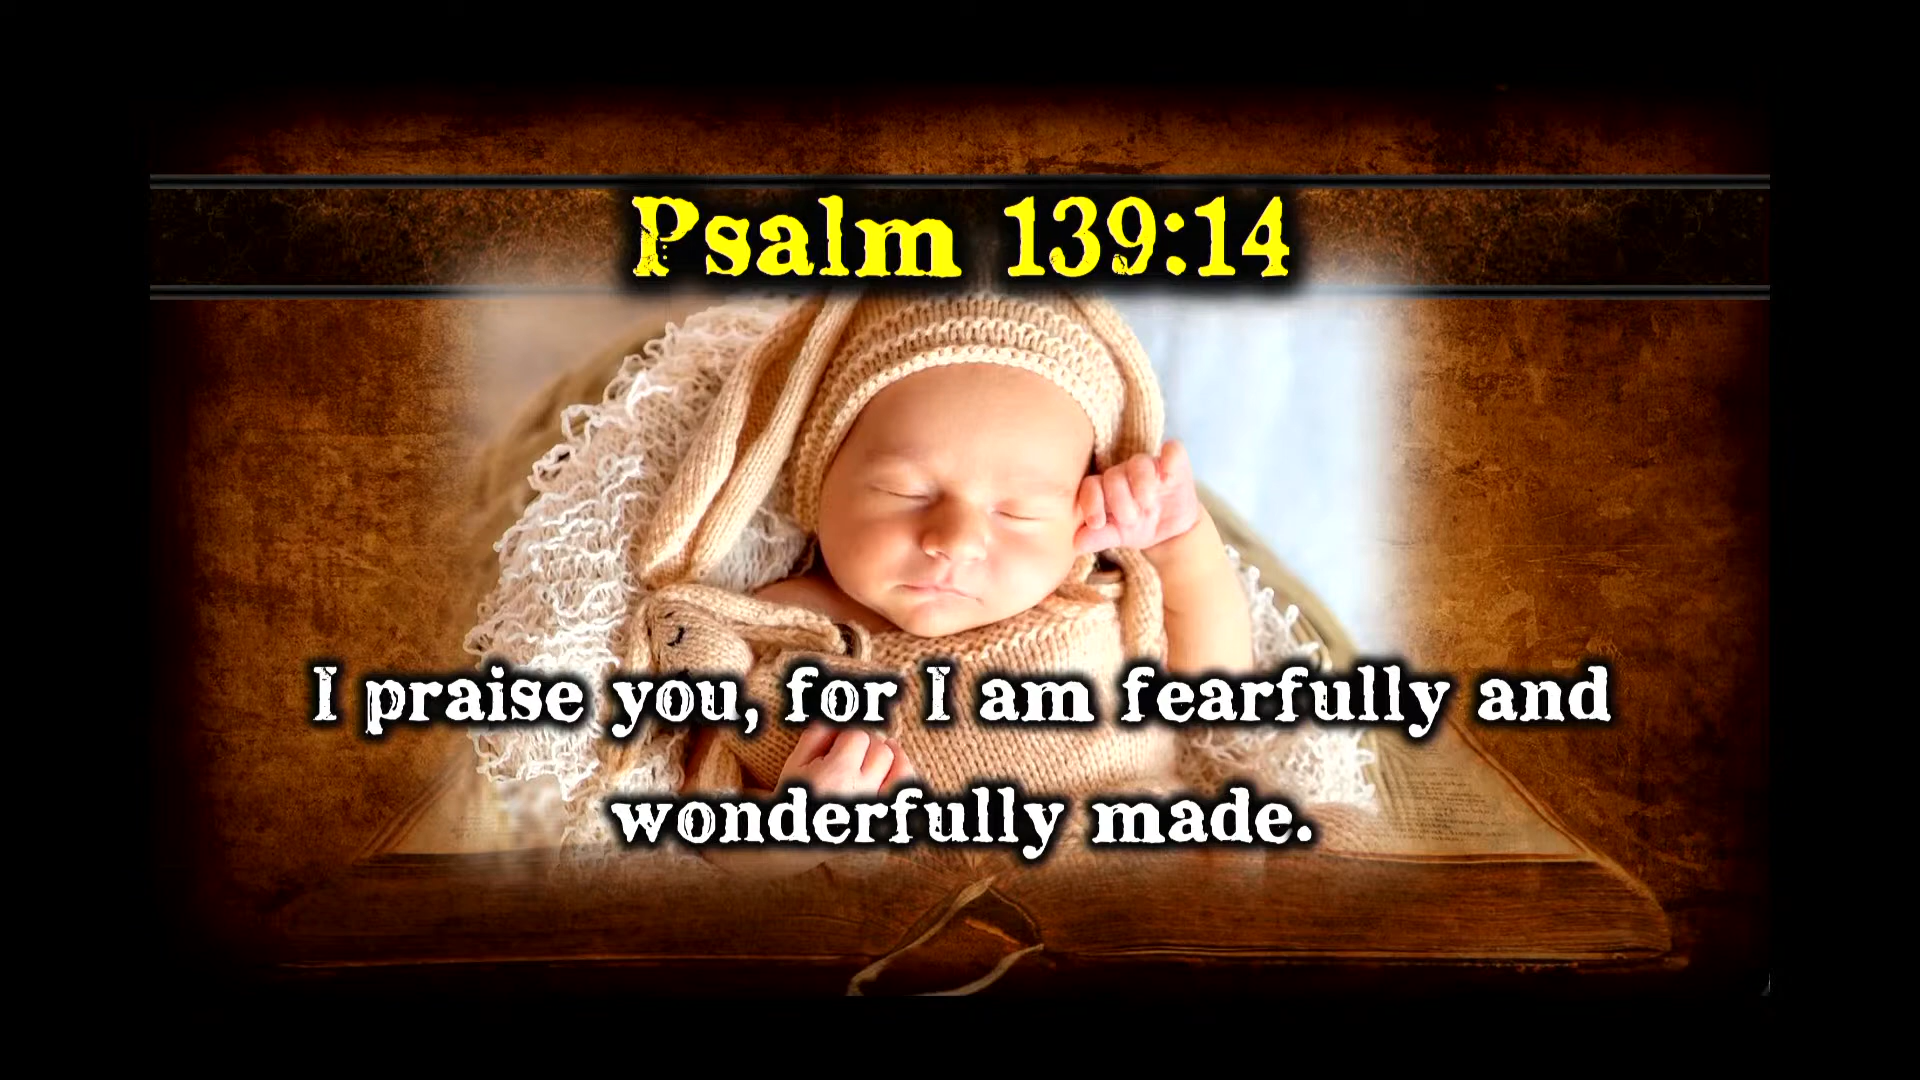 Psalm 139:14
I praise you, for I am fearfully and
wonderfully made.